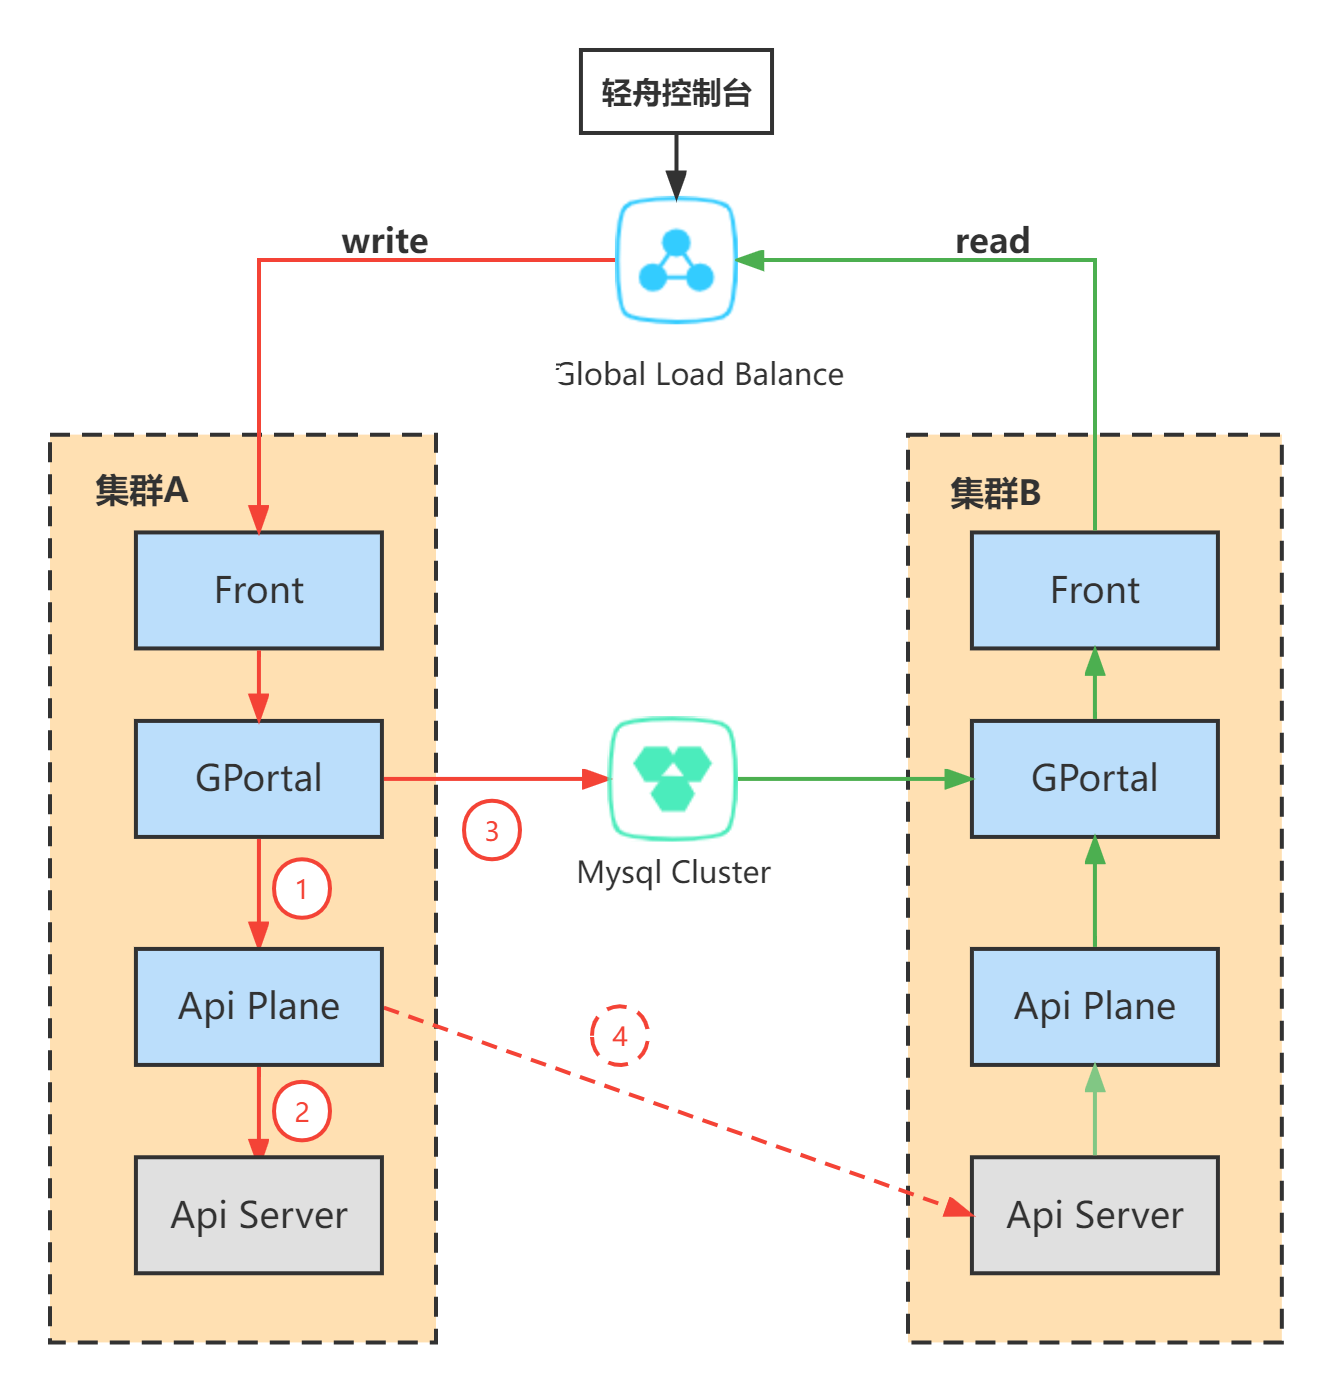 轻舟控制台
write
read
Global Load Balance
集群A
集群B
Front
Front
GPortal
GPortal
3
Mysql Cluster
1
Api Plane
Api Plane
4
2
Api Server
Api Server